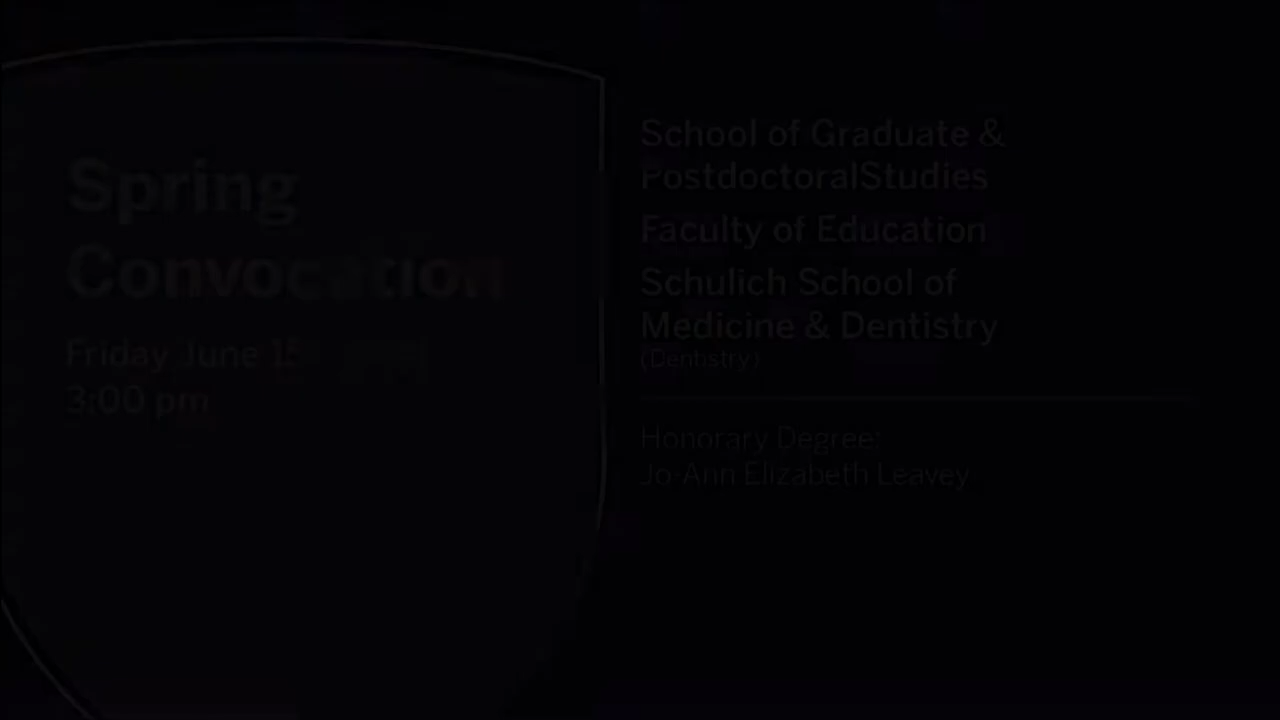 Spring
Convocation
Friday June 15
3:00 pm
School of Graduate &
PostdoctoralStudies
Faculty of Education
Schulich School of
Medicine & Dentistry
(Dentistry)
Honorary Degree:
Jo-Ann Elizabeth Leavey